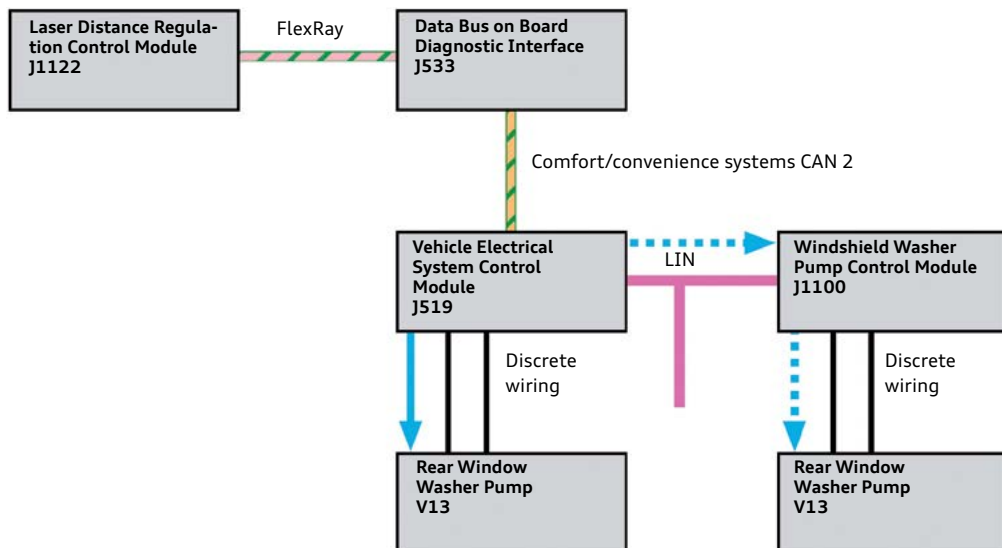 Laser Distance Regula-
tion Control Module
J1122
FlexRay
Data Bus on Board
Diagnostic Interface
J533
Comfort/convenience systems CAN 2
Vehicle Electrical
System Control
Module
J519
LIN
Windshield Washer
Pump Control Module
J1100
Discrete
wiring
Discrete
wiring
Rear Window
Washer Pump
V13
Rear Window
Washer Pump
V13